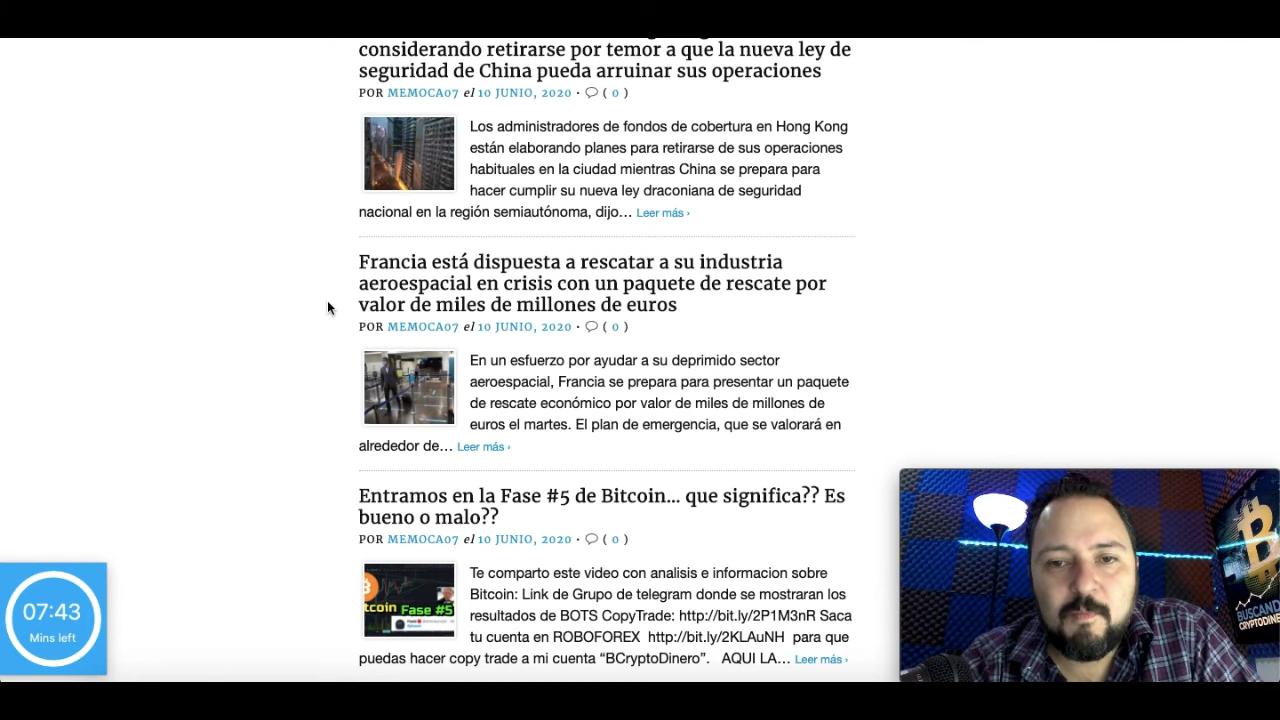 considerando retirarse por temor a que la nueva ley de
seguridad de China pueda arruinar sus operaciones
POR MEMOCA07 el 10 JUNIO, 2020 • ( 0 )
Los administradores de fondos de cobertura en Hong Kong
están elaborando planes para retirarse de sus operaciones
habituales en la ciudad mientras China se prepara para
hacer cumplir su nueva ley draconiana de seguridad
nacional en la región semiautónoma, dijo… Leer más ›
Francia está dispuesta a rescatar a su industria
aeroespacial en crisis con un paquete de rescate por
valor de miles de millones de euros
POR MEMOCA07 el 10 JUNIO, 2020 • ( 0 )
En un esfuerzo por ayudar a su deprimido sector
aeroespacial, Francia se prepara para presentar un paquete
de rescate económico por valor de miles de millones de
euros el martes. El plan de emergencia, que se valorará en
alrededor de… Leer más ›
Entramos en la Fase #5 de Bitcoin… que significa?? Es
bueno o malo??
POR MEMOCA07 el 10 JUNIO, 2020 • ( 0 )
Te comparto este video con analisis e informacion sobre
Bitcoin: Link de Grupo de telegram donde se mostraran los
resultados de BOTS CopyTrade: http://bit.ly/2P1M3nR Saca
tu cuenta en ROBOFOREX http://bit.ly/2KLAuNH para que
puedas hacer copy trade a mi cuenta “BCryptoDinero”. AQUI LA… Leer más ›
Fase #5
07:43
Mins left
BUSCAND
CRYPTODINE